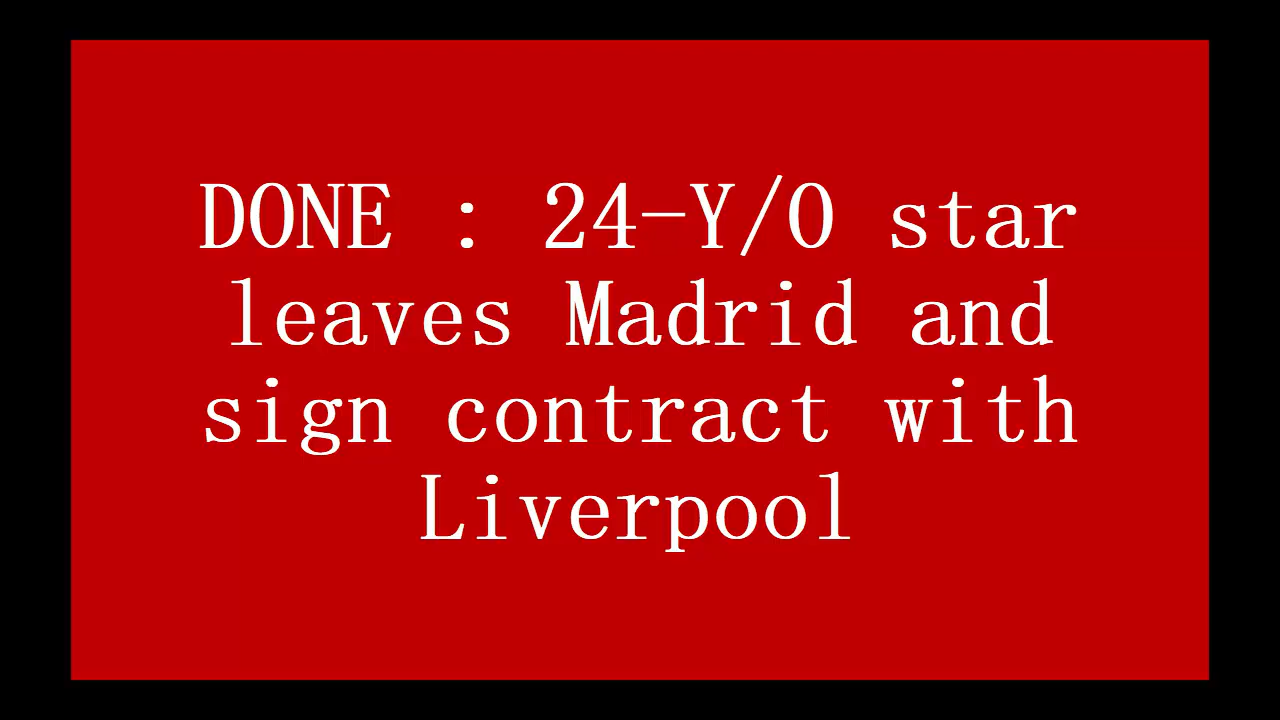 DONE : 24-Y/O star
leaves Madrid and
sign contract with
Liverpool